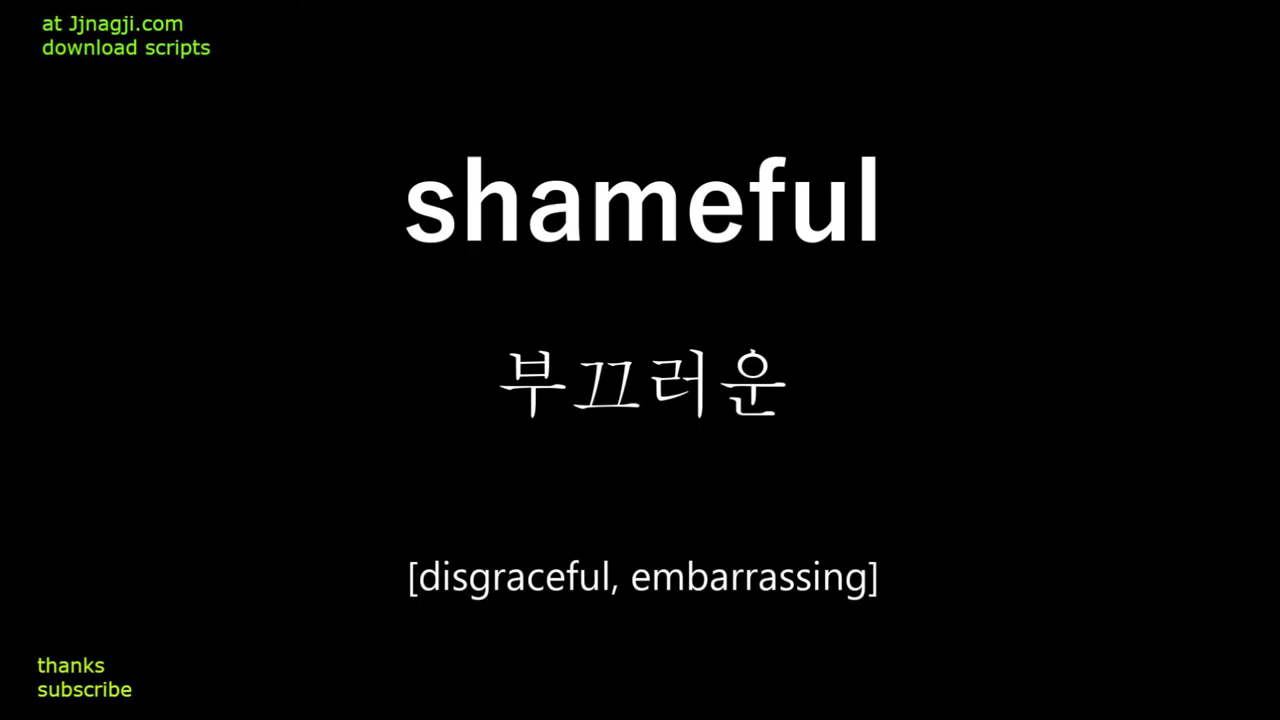 at Jjnagji.com
download scripts
shameful
부끄러운
[disgraceful, embarrassing]
thanks
subscribe